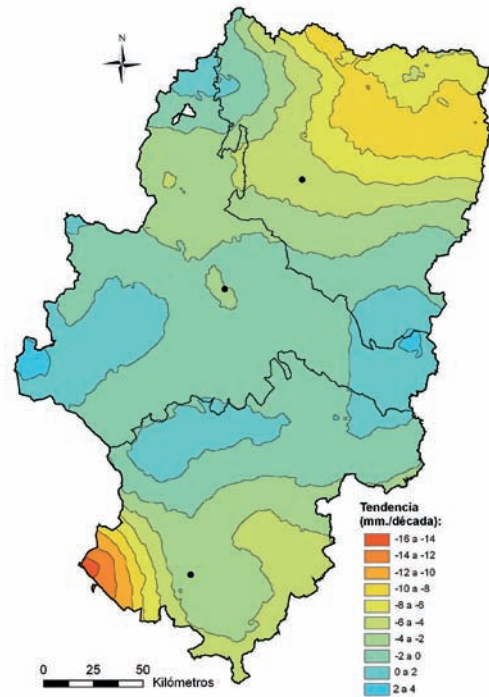 N
Tendencia
(mm./década):
-16 a -14
-14 a -12
-12 a -10
-10 a -8
-8 a -6
-6 a -4
-4 a -2
-2 a 0
0 a 2
2 a 4
0 25 50
Kilómetros